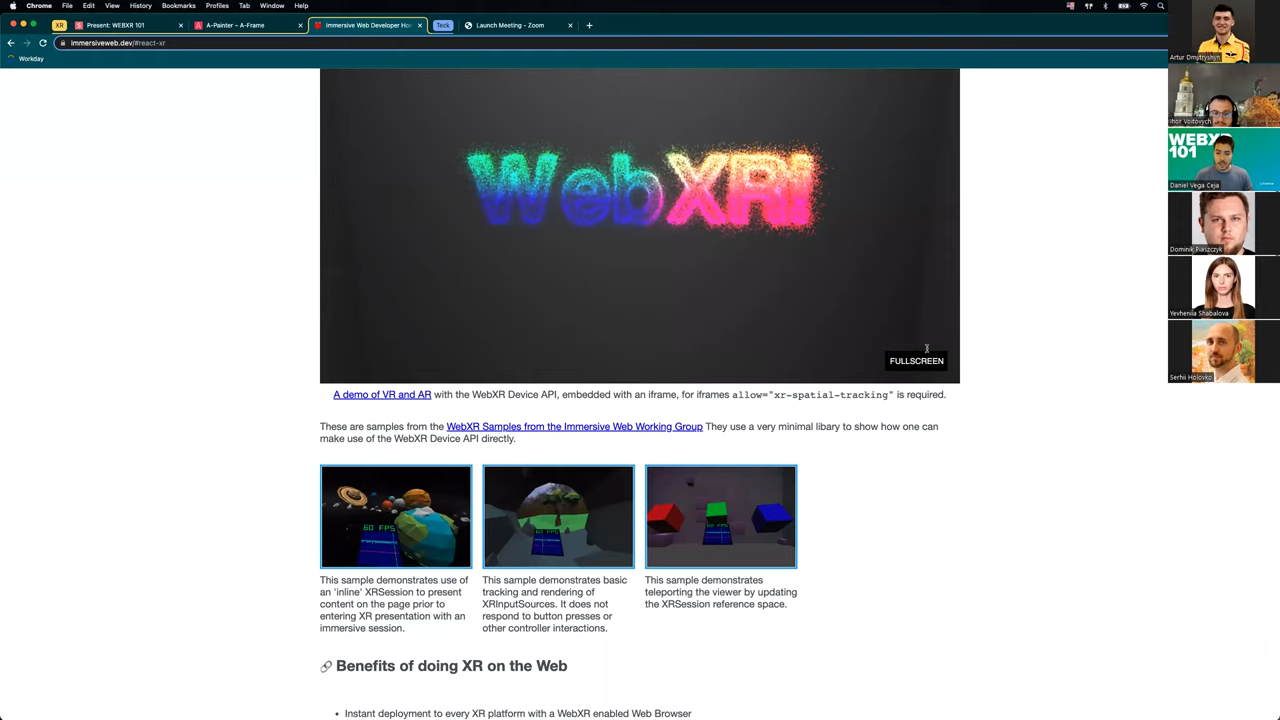 Chrome File Edit View History Bookmarks Profiles Tab Window Help
XR Present: WEBXR 101 A-Painter – A-Frame Immersive Web Developer Ho Teck Launch Meeting - Zoom
immersiveweb.dev/#react-xr
Workday
WebXR!
FULLSCREEN
A demo of VR and AR with the WebXR Device API, embedded with an iframe, for iframes allow="xr-spatial-tracking" is required.
These are samples from the WebXR Samples from the Immersive Web Working Group They use a very minimal libary to show how one can
make use of the WebXR Device API directly.
60 FPS
60 FPS
60 FPS
This sample demonstrates use of
an 'inline' XRSession to present
content on the page prior to
entering XR presentation with an
immersive session.
This sample demonstrates basic
tracking and rendering of
XRInputSources. It does not
respond to button presses or
other controller interactions.
This sample demonstrates
teleporting the viewer by updating
the XRSession reference space.
Benefits of doing XR on the Web
• Instant deployment to every XR platform with a WebXR enabled Web Browser
Artur Dmytryshyn
Ihor Voitovych
WEBXR
101
Daniel Vega Ceja
Dominik Piaszczyk
Yevheniia Shabalova
Serhii Holovko